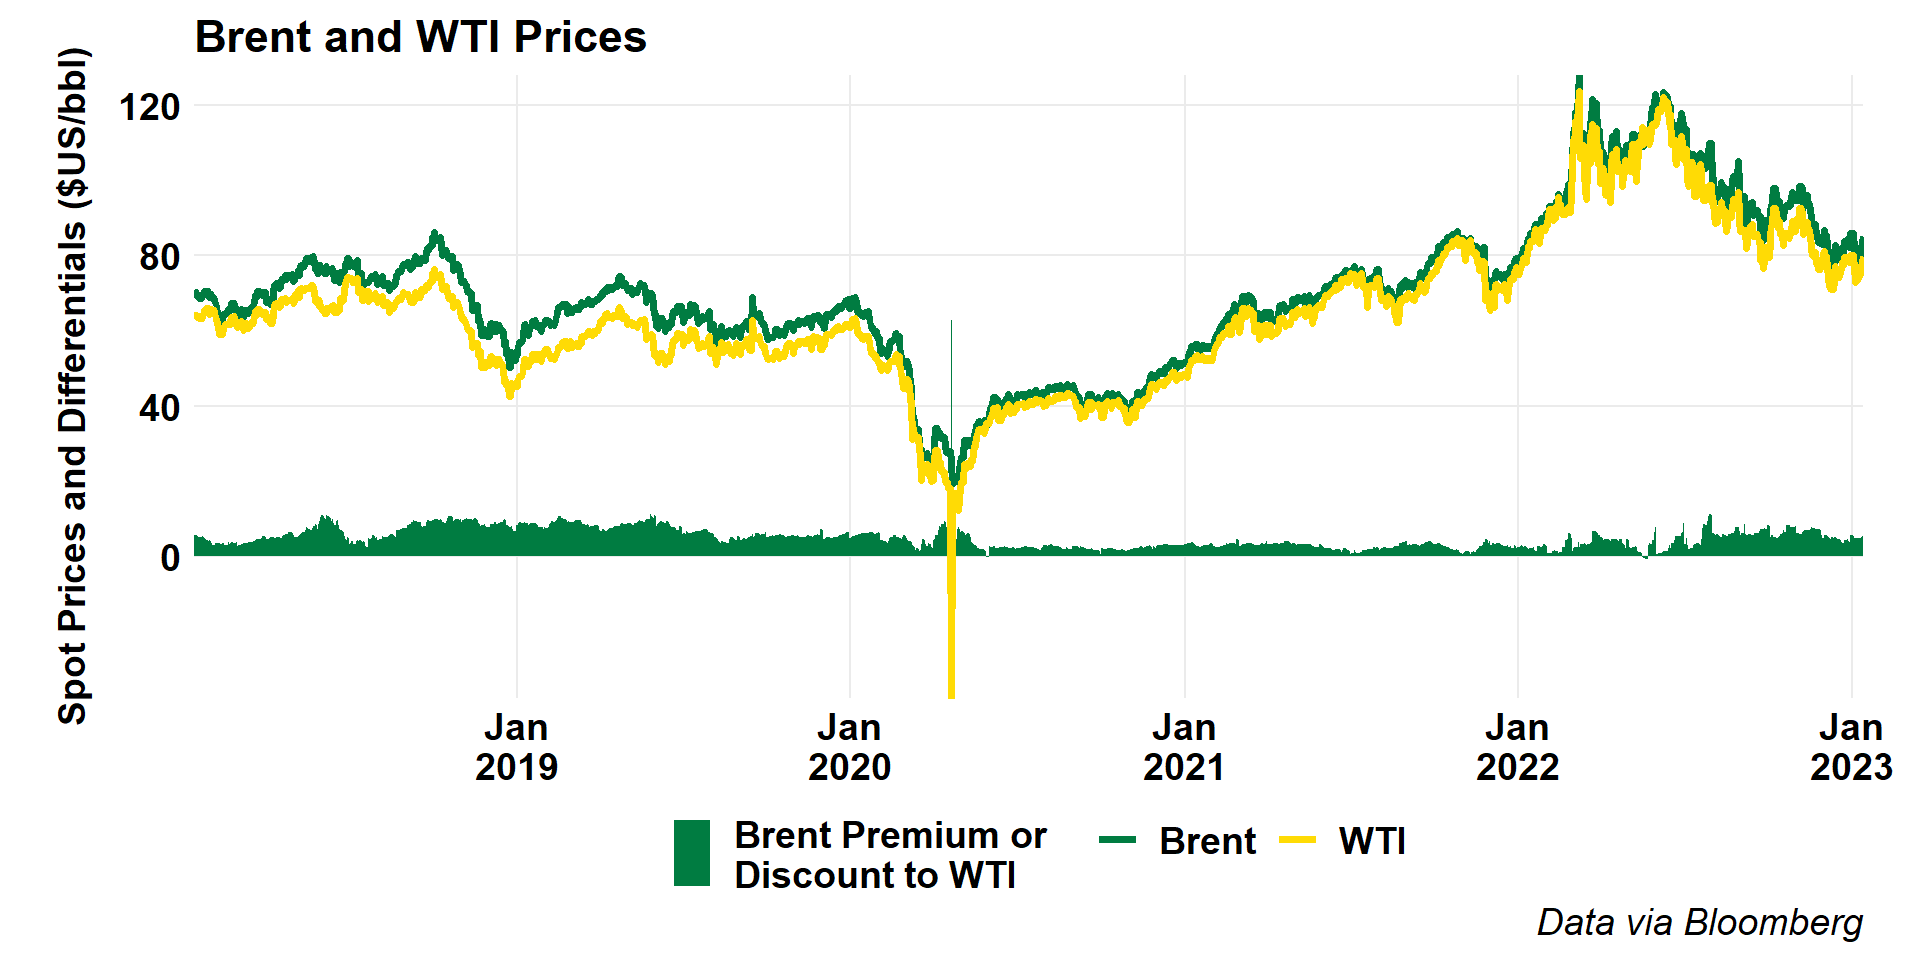 Brent and WTI Prices
Spot Prices and Differentials ($US/bbl)
120
80
40
0
Jan
2019
Jan
2020
Jan
2021
Jan
2022
Jan
2023
Brent Premium or
Discount to WTI
Brent
WTI
Data via Bloomberg